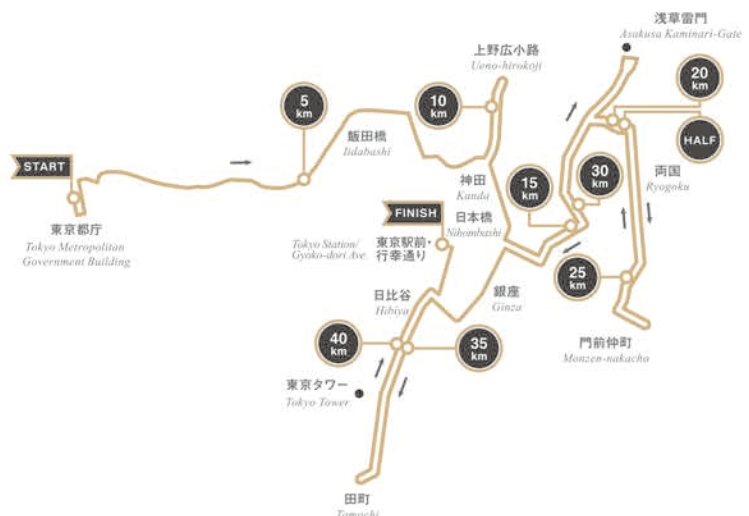 浅草雷門
Asakusa Kaminari-Gate
上野広小路
Ueno-hirokoji
20
km
5
km
10
km
飯田橋
Iidabashi
HALF
START
神田
Kanda
15
km
30
km
両国
Ryogoku
東京都庁
Tokyo Metropolitan
Government Building
FINISH
日本橋
Nihombashi
Tokyo Station/
Gyoko-dori Ave.
東京駅前・
行幸通り
25
km
日比谷
Hibiya
銀座
Ginza
門前仲町
Monzen-nakacho
40
km
35
km
東京タワー
Tokyo Tower
田町
Tamachi